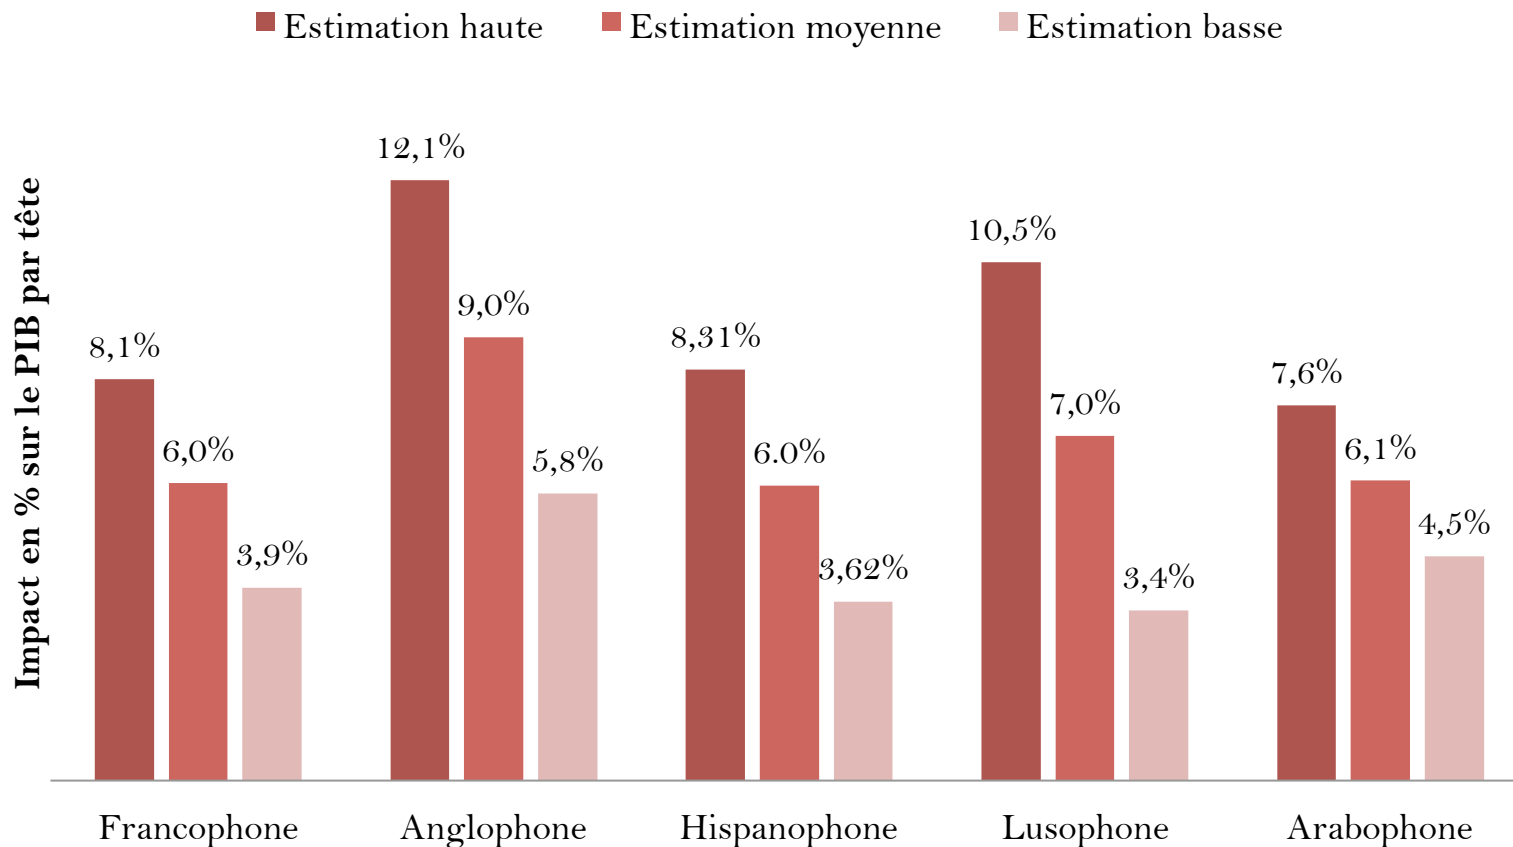 Estimation haute Estimation moyenne Estimation basse
Impact en % sur le PIB par tête
8,1% 6,0% 3,9%
12,1% 9,0% 5,8%
8,31% 6.0% 3,62%
10,5% 7,0% 3,4%
7,6% 6,1% 4,5%
Francophone Anglophone Hispanophone Lusophone Arabophone